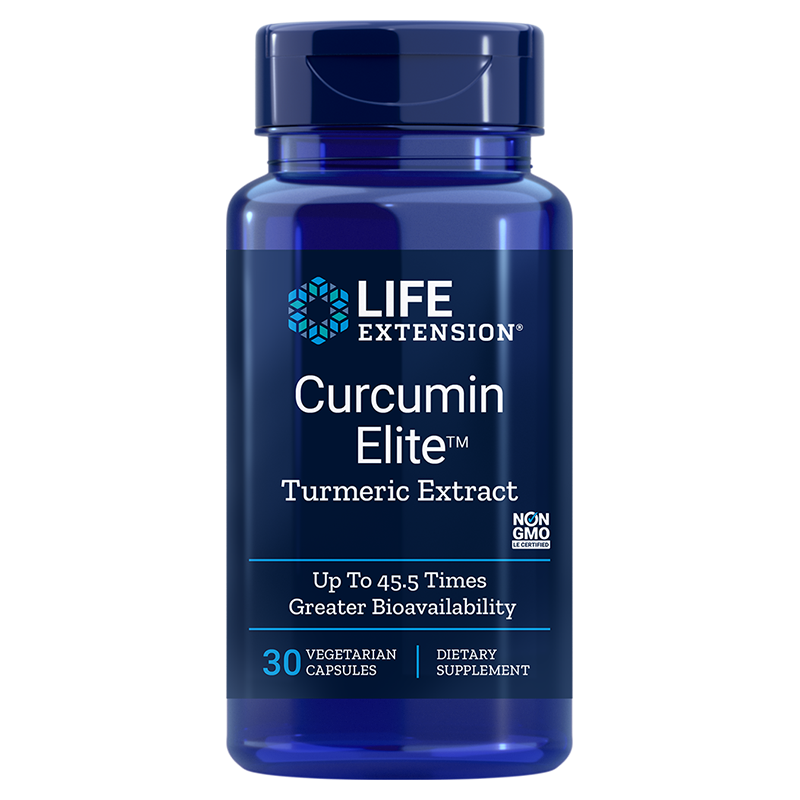 LIFE
EXTENSION®
Curcumin
Elite™
Turmeric Extract
NON
GMO
LE CERTIFIED
Up To 45.5 Times
Greater Bioavailability
30 VEGETARIAN CAPSULES | DIETARY SUPPLEMENT